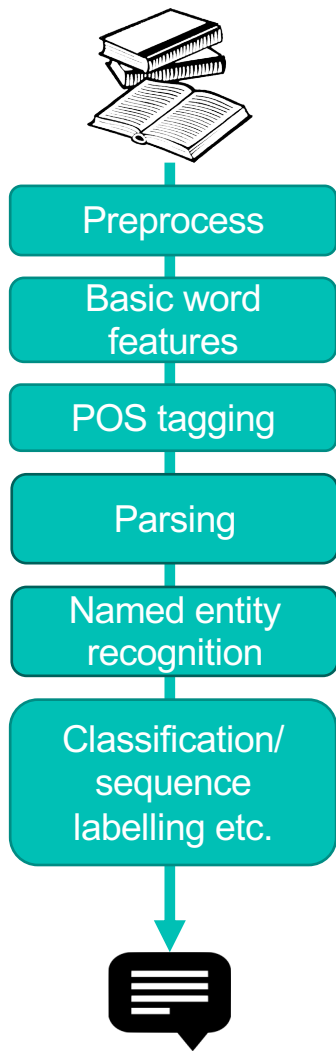 Preprocess
Basic word
features
POS tagging
Parsing
Named entity
recognition
Classification/
sequence
labelling etc.